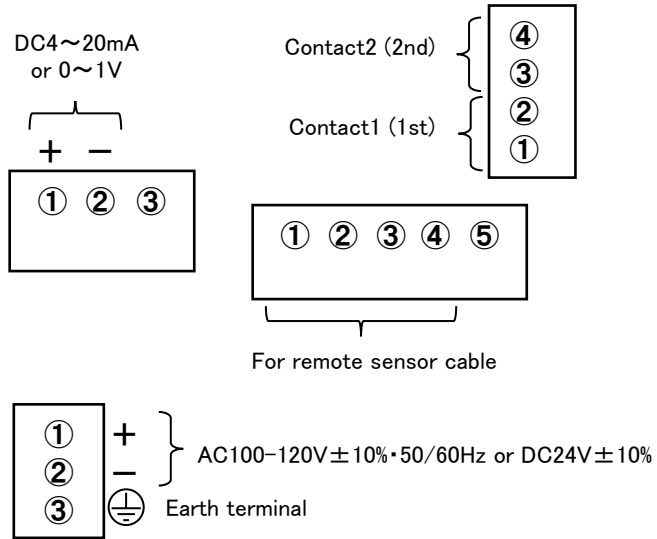 DC4～20mA
or 0～1V
+ −
① ② ③
Contact2 (2nd)
Contact1 (1st)
④
③
②
①
① ② ③ ④ ⑤
For remote sensor cable
① +
② −
③
AC100-120V±10%・50/60Hz or DC24V±10%
Earth terminal